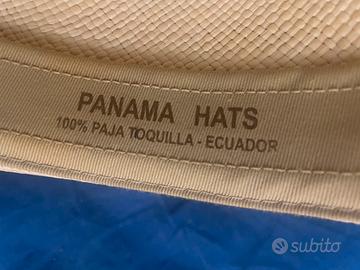 PANAMA HATS
100% PAJA TOQUILLA - ECUADOR
subito